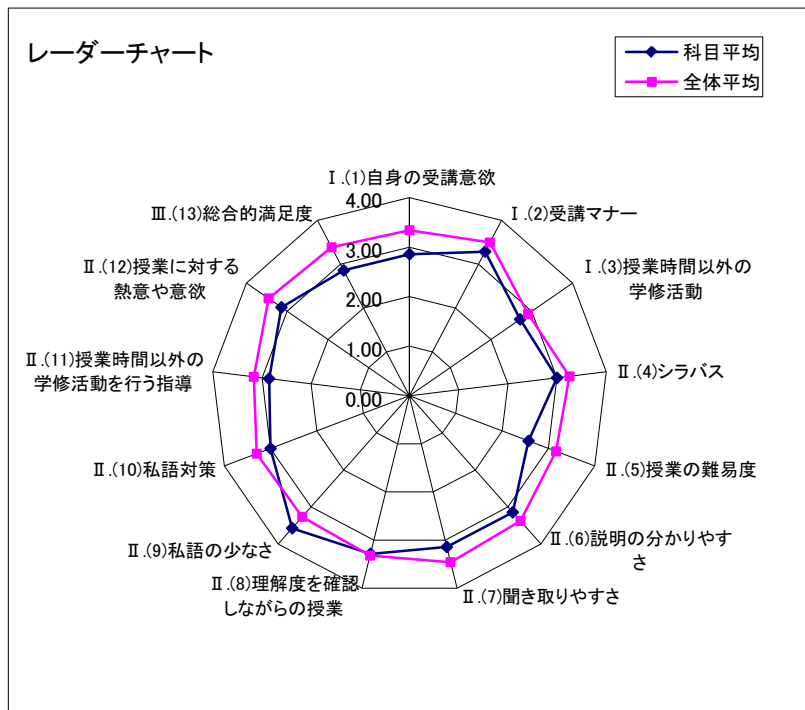 レーダーチャート
科目平均
全体平均
Ⅰ.(1)自身の受講意欲
Ⅰ.(2)受講マナー
Ⅰ.(3)授業時間以外の
学修活動
Ⅱ.(4)シラバス
Ⅱ.(5)授業の難易度
Ⅱ.(6)説明の分かりやす
さ
Ⅱ.(7)聞き取りやすさ
Ⅱ.(8)理解度を確認
しながらの授業
Ⅱ.(9)私語の少なさ
Ⅱ.(10)私語対策
Ⅱ.(11)授業時間以外の
学修活動を行う指導
Ⅱ.(12)授業に対する
熱意や意欲
Ⅲ.(13)総合的満足度
4.00
3.00
2.00
1.00
0.00